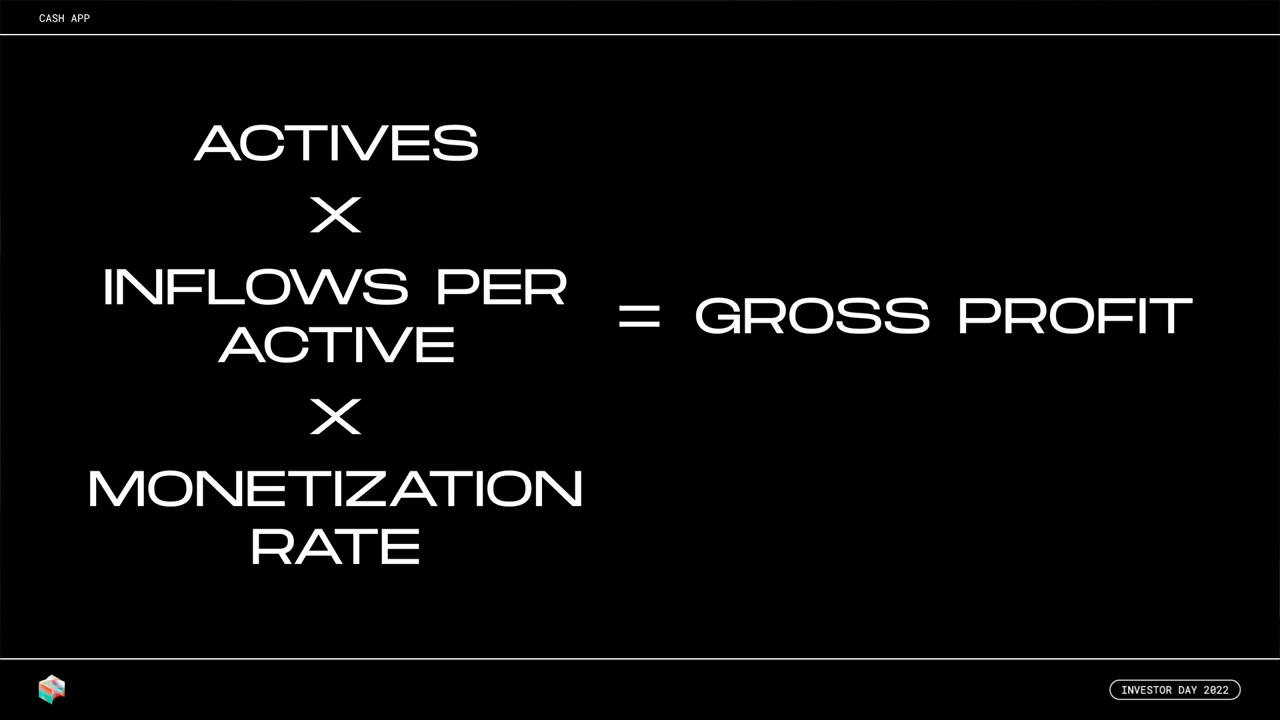 CASH APP
ACTIVES
X
INFLOWS PER
ACTIVE
X
MONETIZATION
RATE
= GROSS PROFIT
INVESTOR DAY 2022